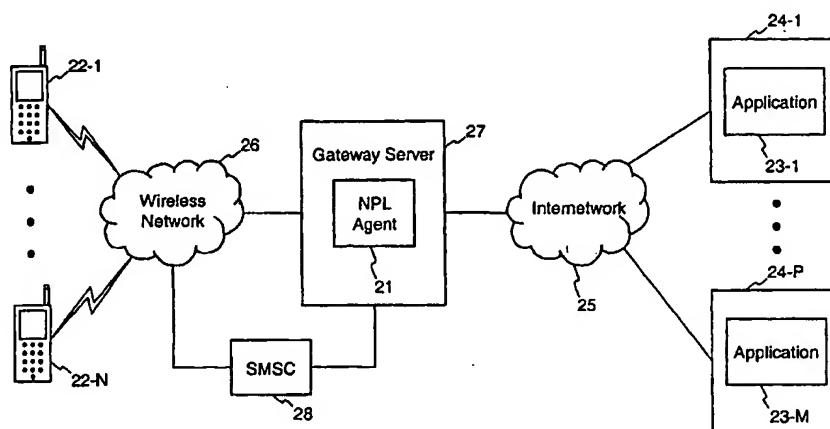 22-1
Wireless
Network
26
22-N
SMSC
28
Gateway Server
27
NPL
Agent
21
Internetwork
25
24-1
Application
23-1
24-P
Application
23-M